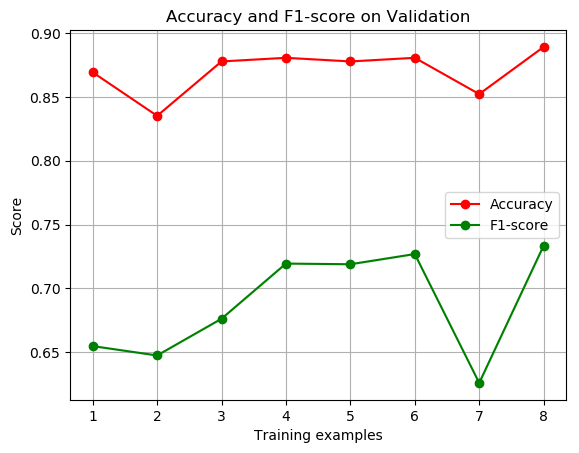 Accuracy and F1-score on Validation
0.90
0.85
0.80
0.75
0.70
0.65
Score
Accuracy
F1-score
1 2 3 4 5 6 7 8
Training examples